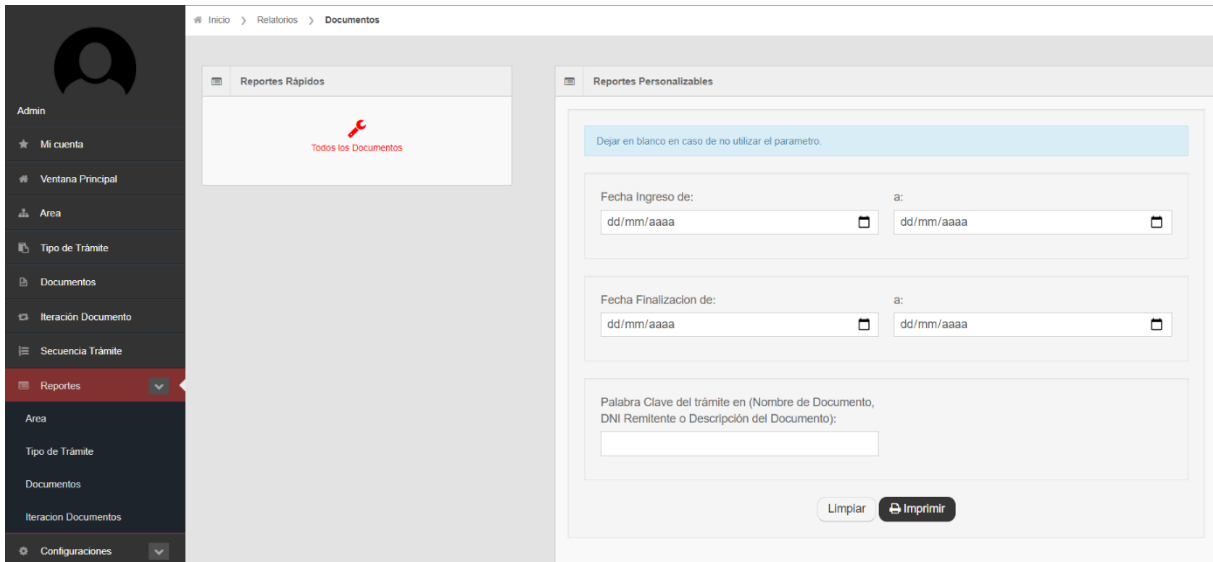 Inicio > Relatorios > Documentos
Admin
Mi cuenta
Ventana Principal
Area
Tipo de Trámite
Documentos
Iteración Documento
Secuencia Trámite
Reportes
Area
Tipo de Trámite
Documentos
Iteracion Documentos
Configuraciones
Reportes Rápidos
Todos los Documentos
Reportes Personalizables
Dejar en blanco en caso de no utilizar el parametro.
Fecha Ingreso de: a:
dd/mm/aaaa dd/mm/aaaa
Fecha Finalizacion de: a:
dd/mm/aaaa dd/mm/aaaa
Palabra Clave del trámite en (Nombre de Documento,
DNI Remitente o Descripción del Documento):
Limpiar Imprimir